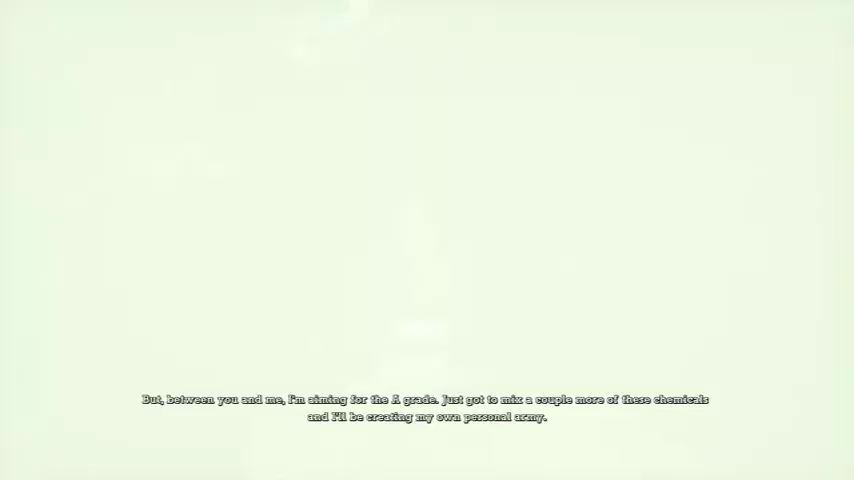 But, between you and me, I'm aiming for the A grade. Just got to mix a couple more of these chemicals
and I'll be creating my own personal army.